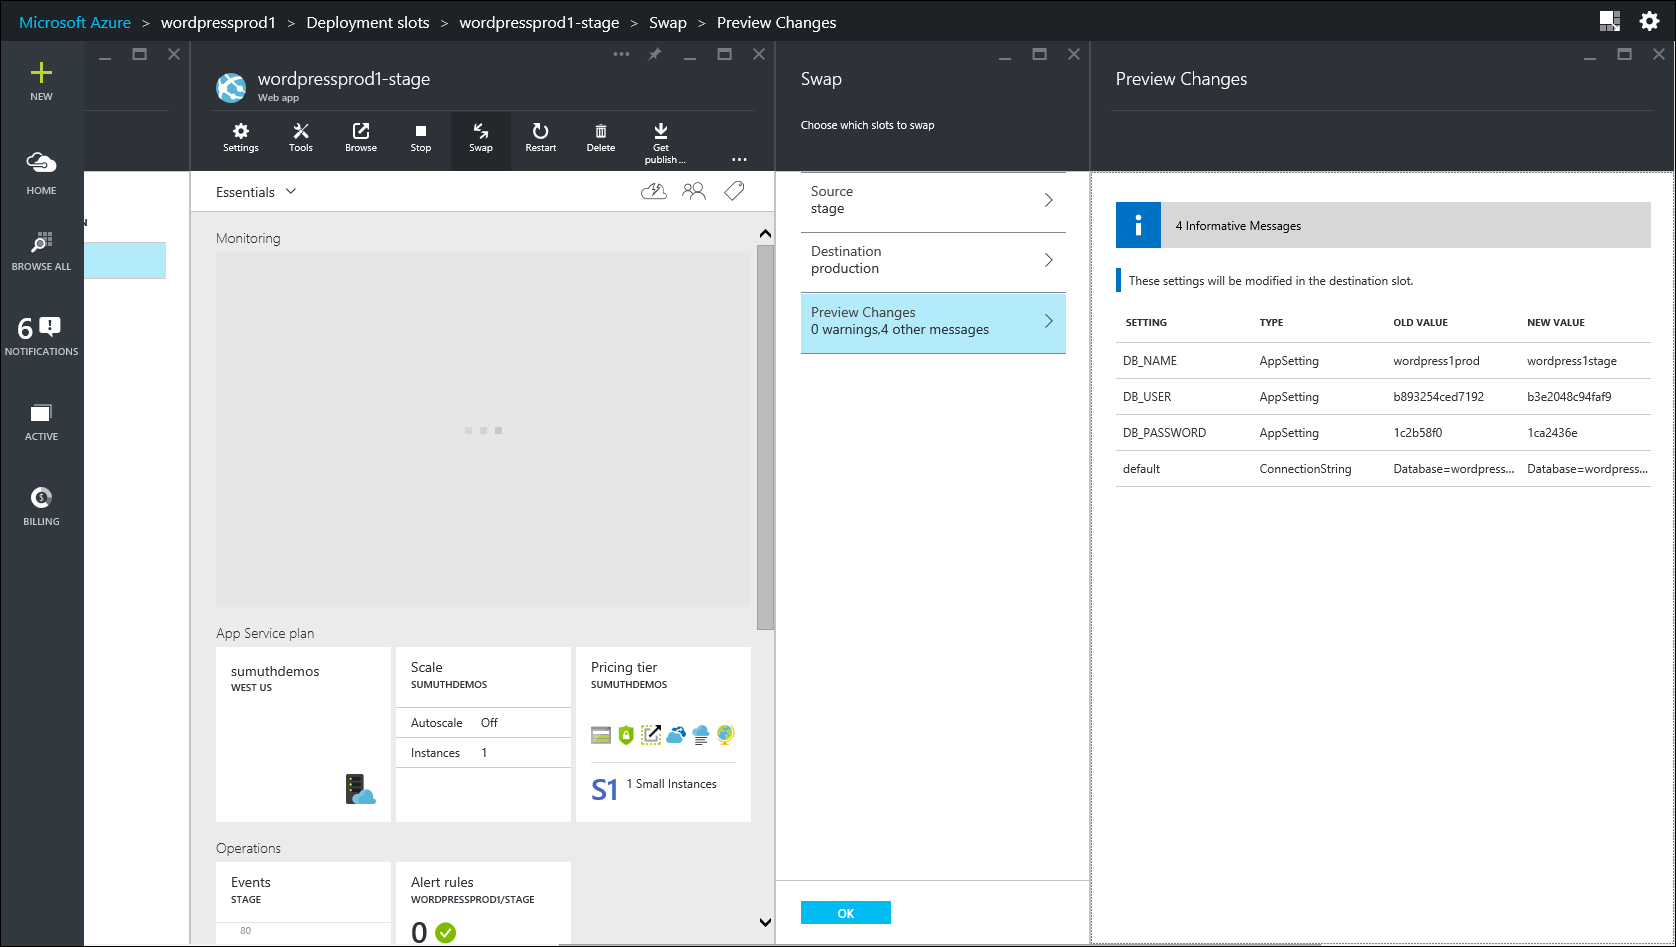 Microsoft Azure > wordpressprod1 > Deployment slots > wordpressprod1-stage > Swap > Preview Changes
NEW
HOME
BROWSE ALL
6
NOTIFICATIONS
ACTIVE
BILLING
N
wordpressprod1-stage
Web app
Settings
Tools
Browse
Stop
Swap
Restart
Delete
Get
publish ...
Essentials
Monitoring
App Service plan
sumuthdemos
WEST US
Scale
SUMUTHDEMOS
Autoscale Off
Instances 1
Pricing tier
SUMUTHDEMOS
S1 1 Small Instances
Operations
Events
STAGE
80
Alert rules
WORDPRESSPROD1/STAGE
0
Swap
Choose which slots to swap
Source
stage
Destination
production
Preview Changes
0 warnings,4 other messages
OK
Preview Changes
4 Informative Messages
These settings will be modified in the destination slot.
SETTING TYPE OLD VALUE NEW VALUE
DB_NAME AppSetting wordpress1prod wordpress1stage
DB_USER AppSetting b893254ced7192 b3e2048c94faf9
DB_PASSWORD AppSetting 1c2b58f0 1ca2436e
default ConnectionString Database=wordpress... Database=wordpress...